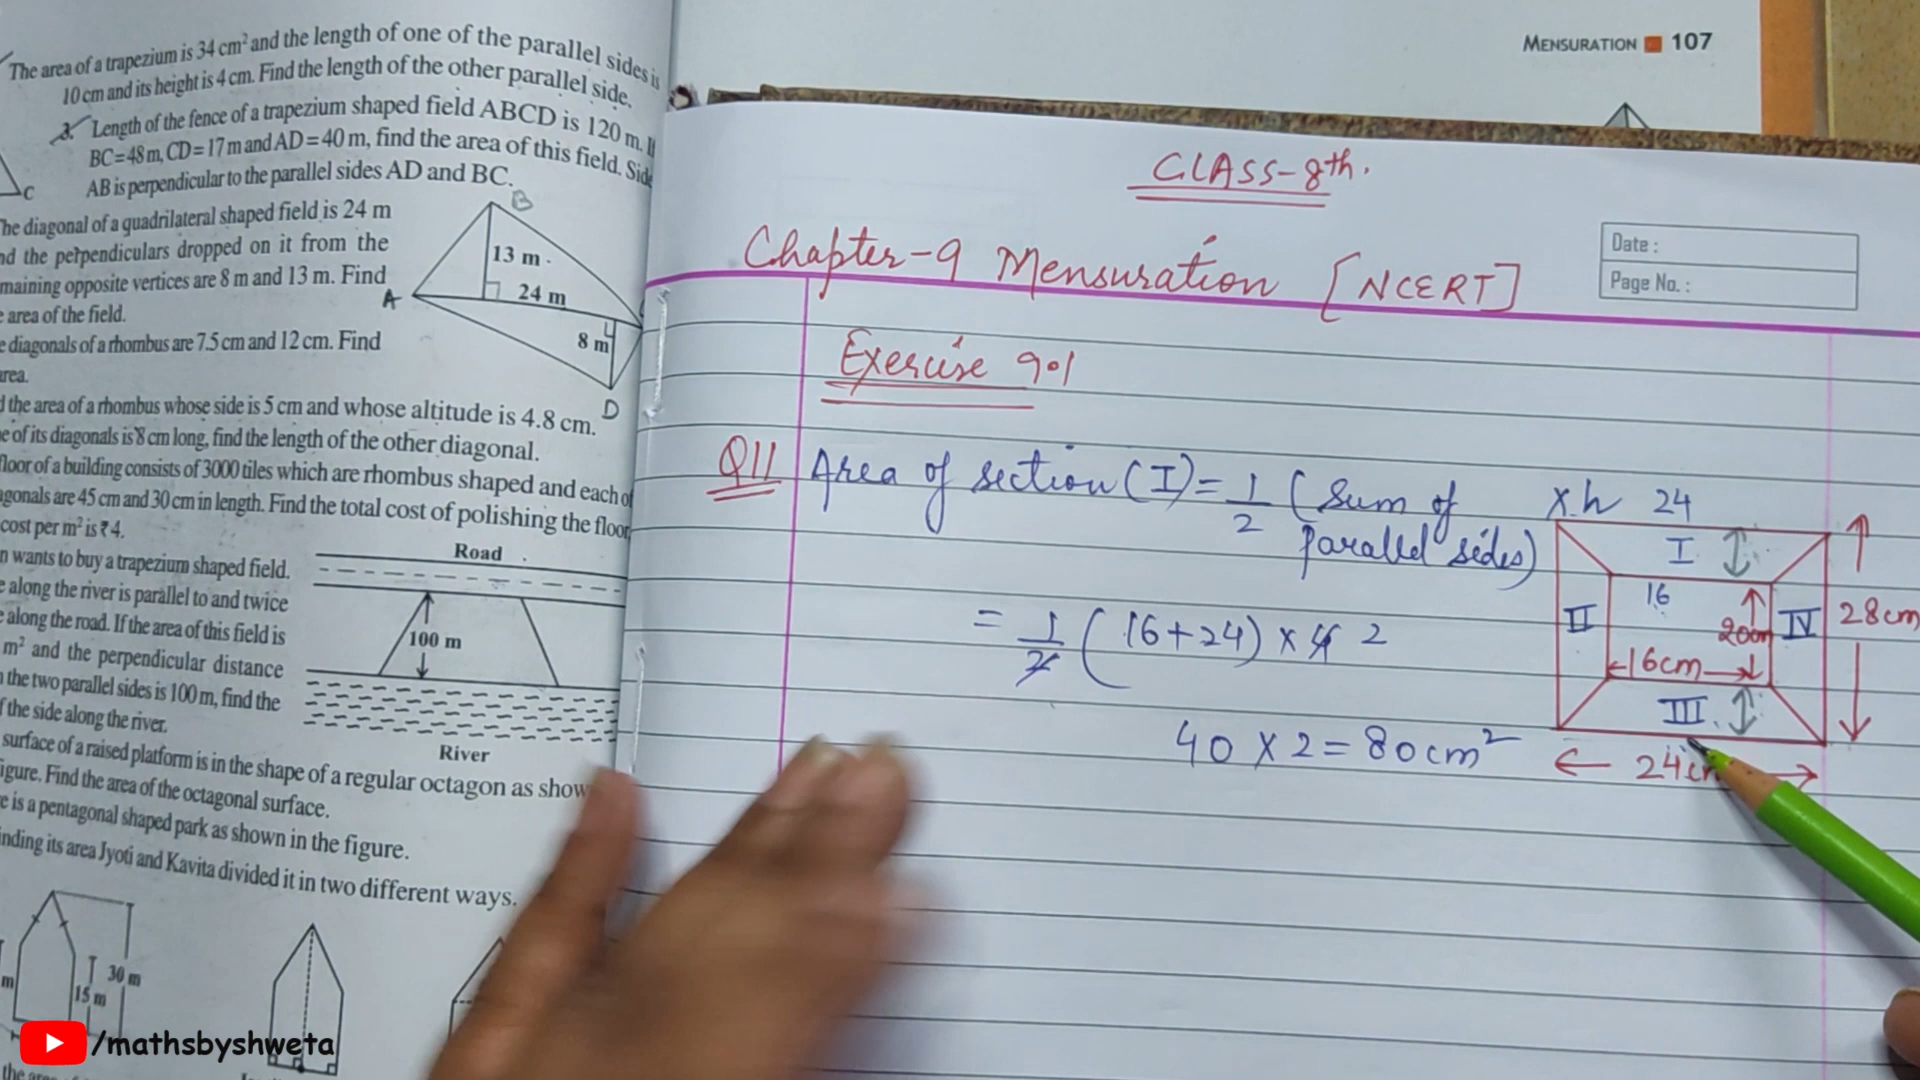 The area of a trapezium is 34 cm² and the length of one of the parallel sides is
10 cm and its height is 4 cm. Find the length of the other parallel side.
3. Length of the fence of a trapezium shaped field ABCD is 120 m. If
BC = 48 m, CD = 17 m and AD = 40 m, find the area of this field. Side
AB is perpendicular to the parallel sides AD and BC.
C
The diagonal of a quadrilateral shaped field is 24 m
nd the perpendiculars dropped on it from the
maining opposite vertices are 8 m and 13 m. Find
area of the field.
B
13 m
24 m
A
8 m
D
e diagonals of a rhombus are 7.5 cm and 12 cm. Find
area.
d the area of a rhombus whose side is 5 cm and whose altitude is 4.8 cm.
e of its diagonals is 8 cm long, find the length of the other diagonal.
floor of a building consists of 3000 tiles which are rhombus shaped and each of
agonals are 45 cm and 30 cm in length. Find the total cost of polishing the floor,
cost per m² is ₹ 4.
n wants to buy a trapezium shaped field.
e along the river is parallel to and twice
e along the road. If the area of this field is
m² and the perpendicular distance
the two parallel sides is 100 m, find the
f the side along the river.
Road
100 m
River
surface of a raised platform is in the shape of a regular octagon as show
igure. Find the area of the octagonal surface.
e is a pentagonal shaped park as shown in the figure.
inding its area Jyoti and Kavita divided it in two different ways.
m
30 m
15 m
/mathsbyshweta
MENSURATION 107
CLASS-8th.
Chapter-9 Mensuration [NCERT]
Date :
Page No. :
Exercise 9.1
Q11 Area of section (I) = 1/2 (Sum of parallel sides) x h
= 1/2 (16+24) × 4 2
40 × 2 = 80cm²
24
I
16
II
20cm
IV
28cm
16cm
III
24cm